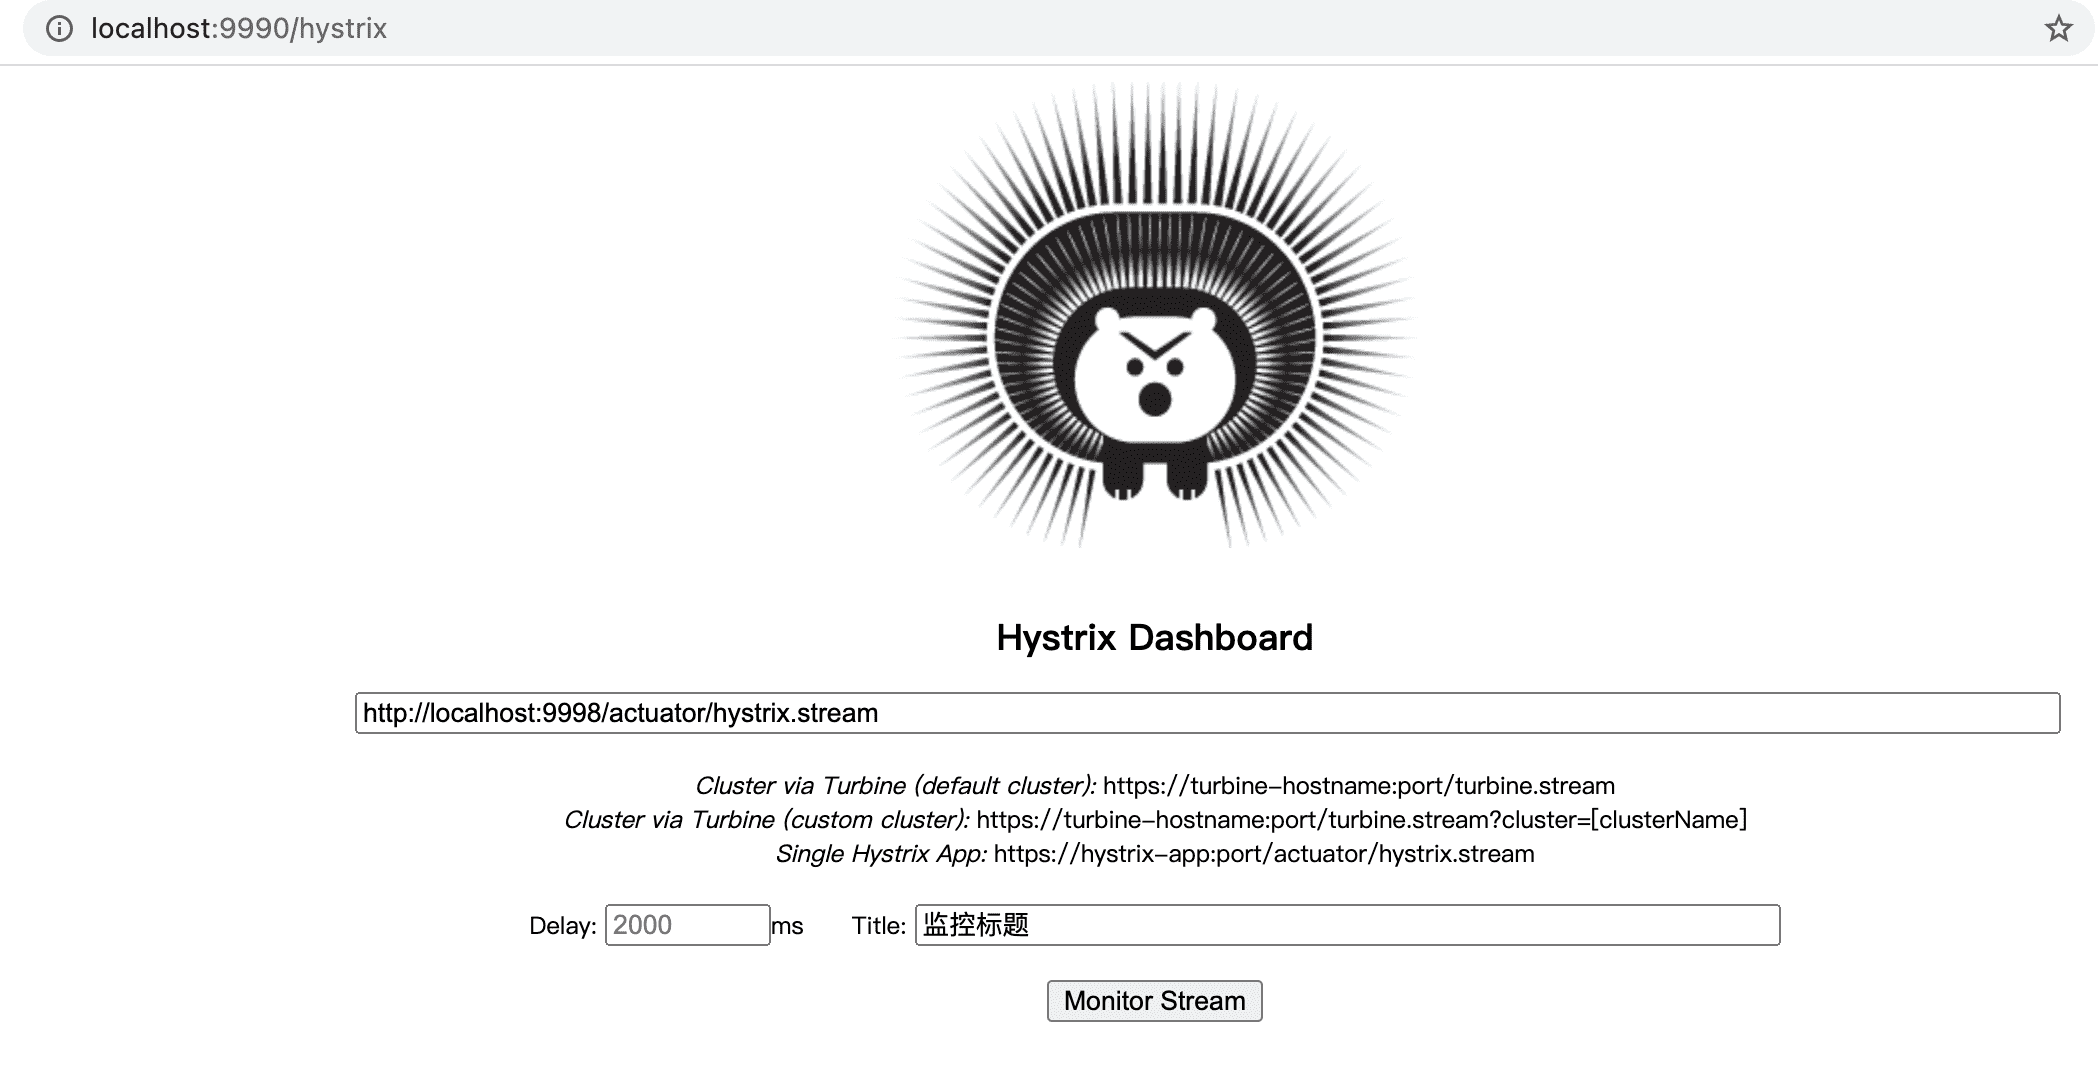 localhost:9990/hystrix
Hystrix Dashboard
http://localhost:9998/actuator/hystrix.stream
Cluster via Turbine (default cluster): https://turbine-hostname:port/turbine.stream
Cluster via Turbine (custom cluster): https://turbine-hostname:port/turbine.stream?cluster=[clusterName]
Single Hystrix App: https://hystrix-app:port/actuator/hystrix.stream
Delay: 2000 ms Title: 监控标题
Monitor Stream